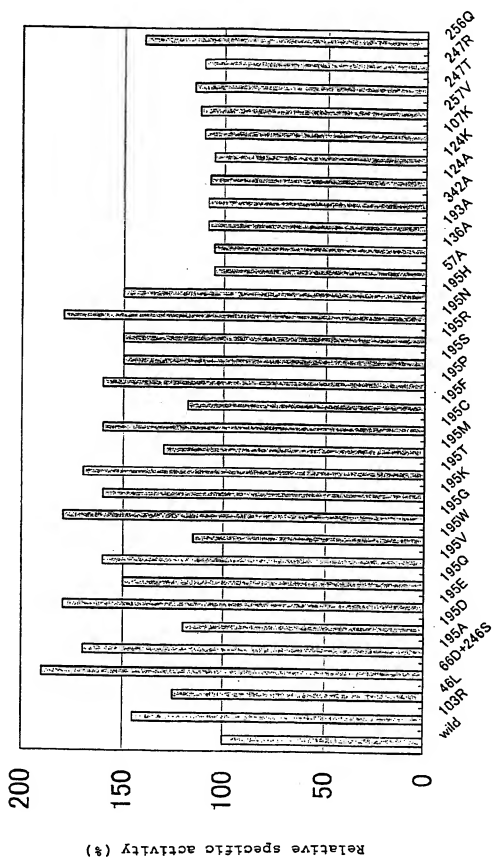 Relative specific activity (%)
200
150
100
50
0
wild
103R
46L
66D+246S
195A
195D
195E
195Q
195V
195W
195G
195K
195T
195M
195C
195F
195P
195S
195R
195N
195H
57A
136A
193A
342A
124A
124K
107K
257V
247T
247R
256Q